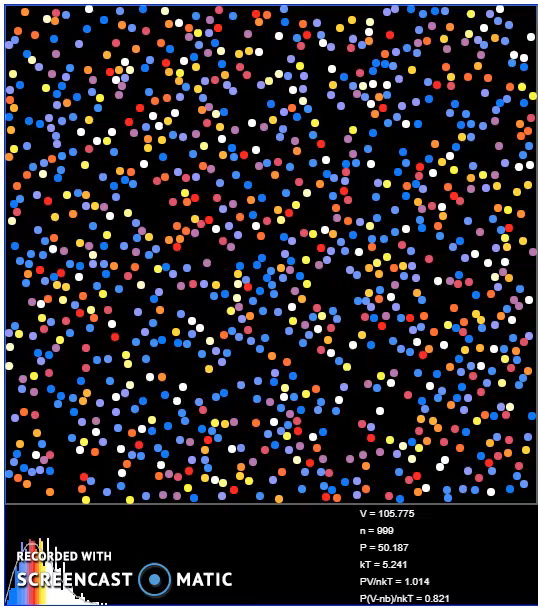 V = 105.775
n = 999
P = 50.187
kT = 5.241
PV/nkT = 1.014
P(V-nb)/nkT = 0.821
RECORDED WITH
SCREENCAST MATIC